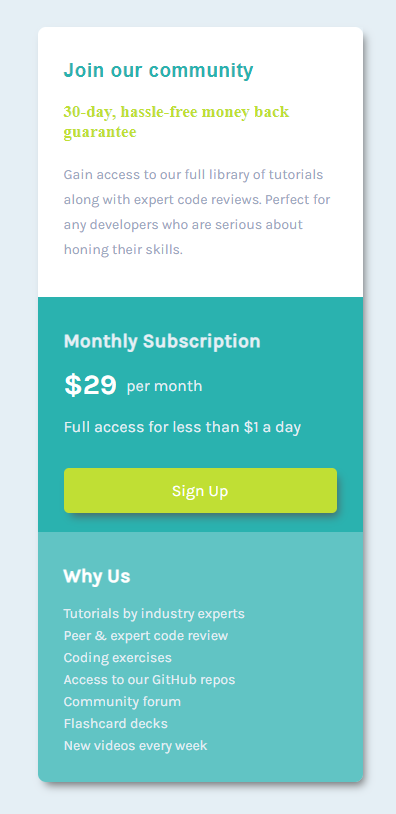 Join our community
30-day, hassle-free money back
guarantee
Gain access to our full library of tutorials
along with expert code reviews. Perfect for
any developers who are serious about
honing their skills.
Monthly Subscription
$29 per month
Full access for less than $1 a day
Sign Up
Why Us
Tutorials by industry experts
Peer & expert code review
Coding exercises
Access to our GitHub repos
Community forum
Flashcard decks
New videos every week